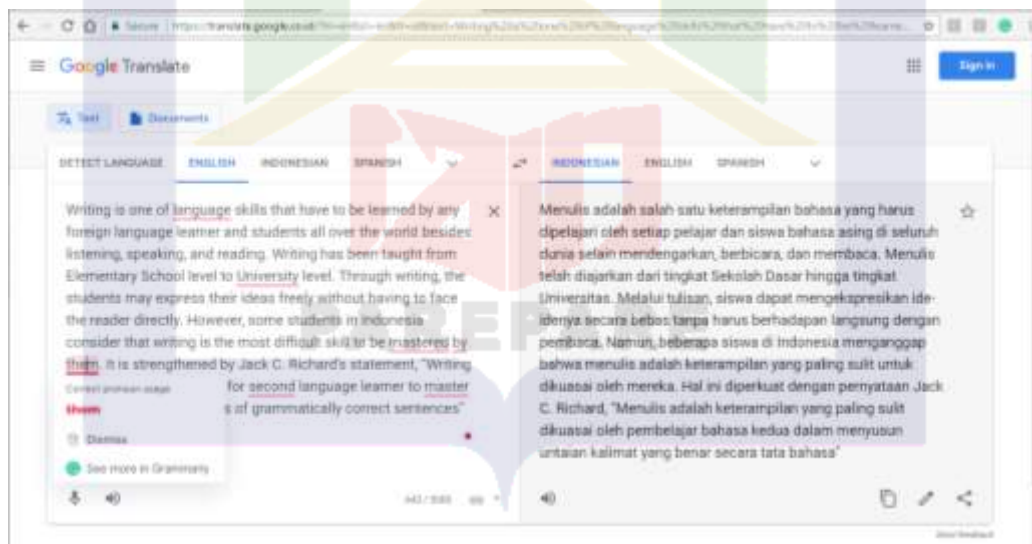 Secure
https://translate.google.co.id/
Google Translate
Sign in
Text
Documents
DETECT LANGUAGE ENGLISH INDONESIAN SPANISH
INDONESIAN ENGLISH SPANISH
Writing is one of language skills that have to be learned by any
foreign language learner and students all over the world besides
listening, speaking, and reading. Writing has been taught from
Elementary School level to University level. Through writing, the
students may express their ideas freely without having to face
the reader directly. However, some students in Indonesia
consider that writing is the most difficult skill to be mastered by
them. It is strengthened by Jack C. Richard's statement, "Writing
for second language learner to master
s of grammatically correct sentences"
Correct pronoun usage
them
Dismiss
See more in Grammarly
Menulis adalah salah satu keterampilan bahasa yang harus
dipelajari oleh setiap pelajar dan siswa bahasa asing di seluruh
dunia selain mendengarkan, berbicara, dan membaca. Menulis
telah diajarkan dari tingkat Sekolah Dasar hingga tingkat
Universitas. Melalui tulisan, siswa dapat mengekspresikan ide-
idenya secara bebas tanpa harus berhadapan langsung dengan
pembaca. Namun, beberapa siswa di Indonesia menganggap
bahwa menulis adalah keterampilan yang paling sulit untuk
dikuasai oleh mereka. Hal ini diperkuat dengan pernyataan Jack
C. Richard, "Menulis adalah keterampilan yang paling sulit
dikuasai oleh pembelajar bahasa kedua dalam menyusun
untaian kalimat yang benar secara tata bahasa"
Send feedback